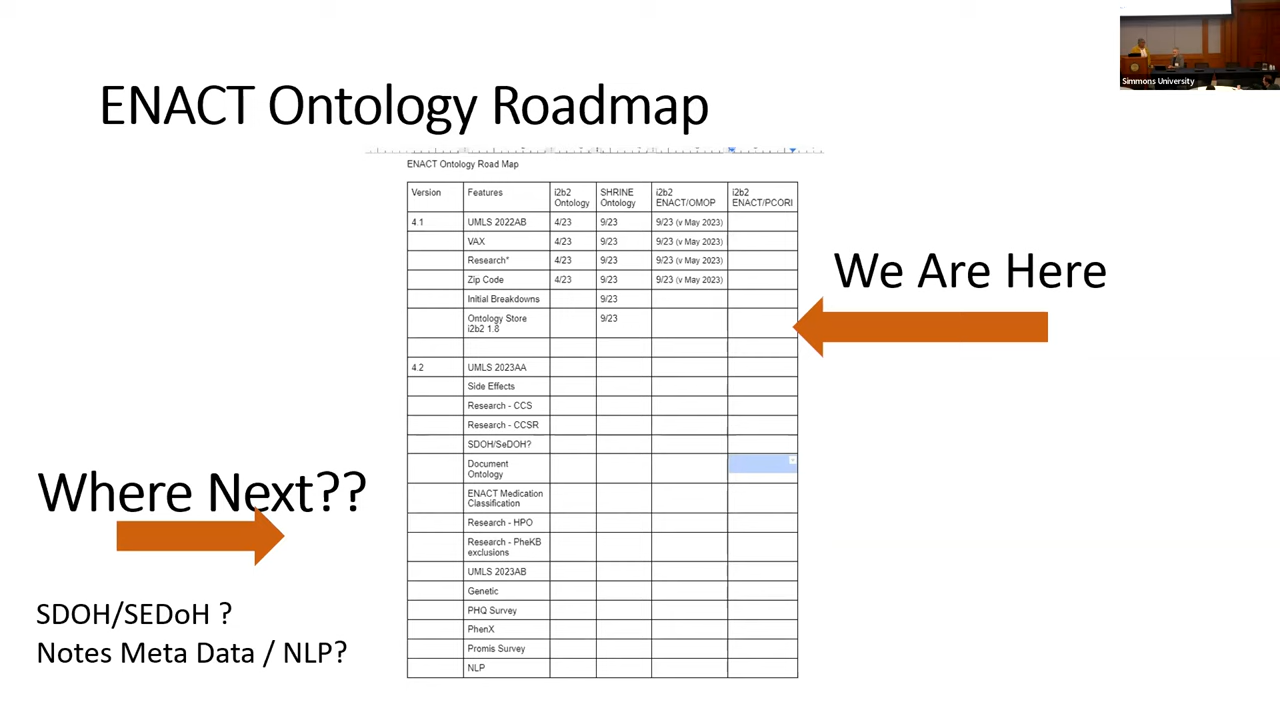 Simmons University
ENACT Ontology Roadmap
ENACT Ontology Road Map
Version Features i2b2 Ontology SHRINE Ontology i2b2 ENACT/OMOP i2b2 ENACT/PCORI
4.1 UMLS 2022AB 4/23 9/23 9/23 (v May 2023)
VAX 4/23 9/23 9/23 (v May 2023)
Research* 4/23 9/23 9/23 (v May 2023)
Zip Code 4/23 9/23 9/23 (v May 2023)
Initial Breakdowns 9/23
Ontology Store i2b2 1.8 9/23
4.2 UMLS 2023AA
Side Effects
Research - CCS
Research - CCSR
SDOH/SeDOH?
Document Ontology
ENACT Medication Classification
Research - HPO
Research - PheKB exclusions
UMLS 2023AB
Genetic
PHQ Survey
PhenX
Promis Survey
NLP
We Are Here
Where Next??
SDOH/SEDoH ?
Notes Meta Data / NLP?